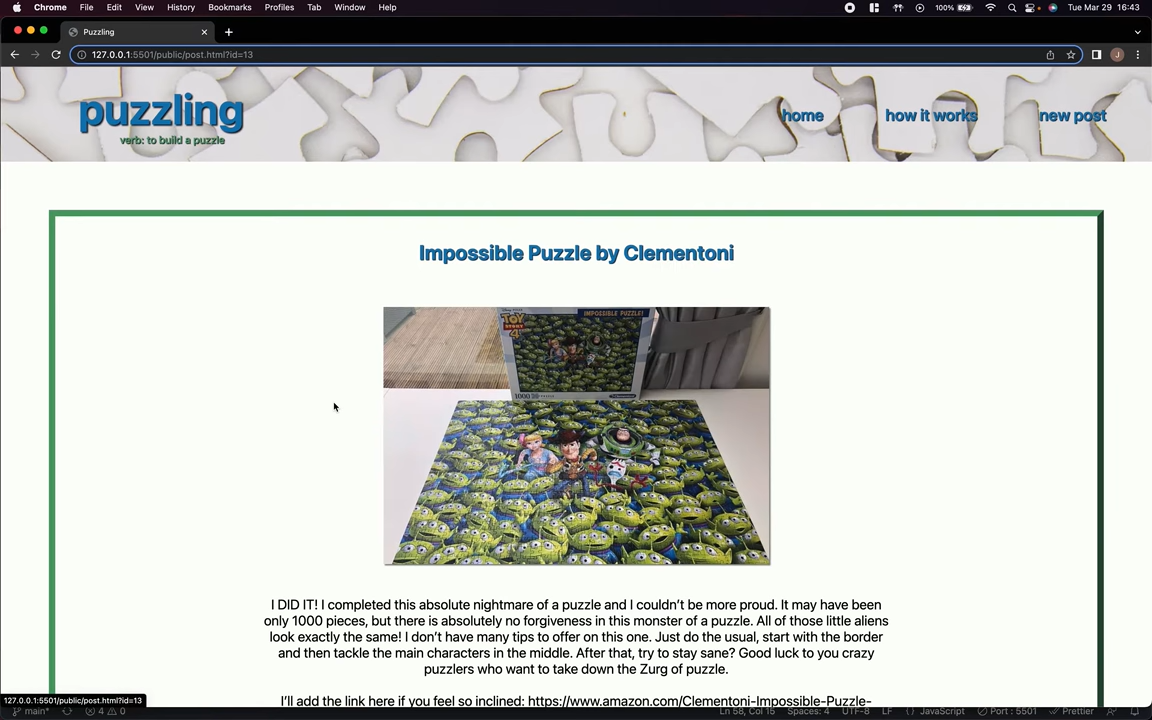 Chrome File Edit View History Bookmarks Profiles Tab Window Help 100% Tue Mar 29 16:43
Puzzling
127.0.0.1:5501/public/post.html?id=13 J
puzzling
verb: to build a puzzle
home how it works new post
Impossible Puzzle by Clementoni
TOY STORY 4 IMPOSSIBLE PUZZLE!
1000
I DID IT! I completed this absolute nightmare of a puzzle and I couldn't be more proud. It may have been
only 1000 pieces, but there is absolutely no forgiveness in this monster of a puzzle. All of those little aliens
look exactly the same! I don't have many tips to offer on this one. Just do the usual, start with the border
and then tackle the main characters in the middle. After that, try to stay sane? Good luck to you crazy
puzzlers who want to take down the Zurg of puzzle.
I'll add the link here if you feel so inclined: https://www.amazon.com/Clementoni-Impossible-Puzzle-
127.0.0.1:5501/public/post.html?id=13
main* 4 0 Ln 58, Col 15 Spaces: 4 UTF-8 LF JavaScript Port : 5501 Prettier